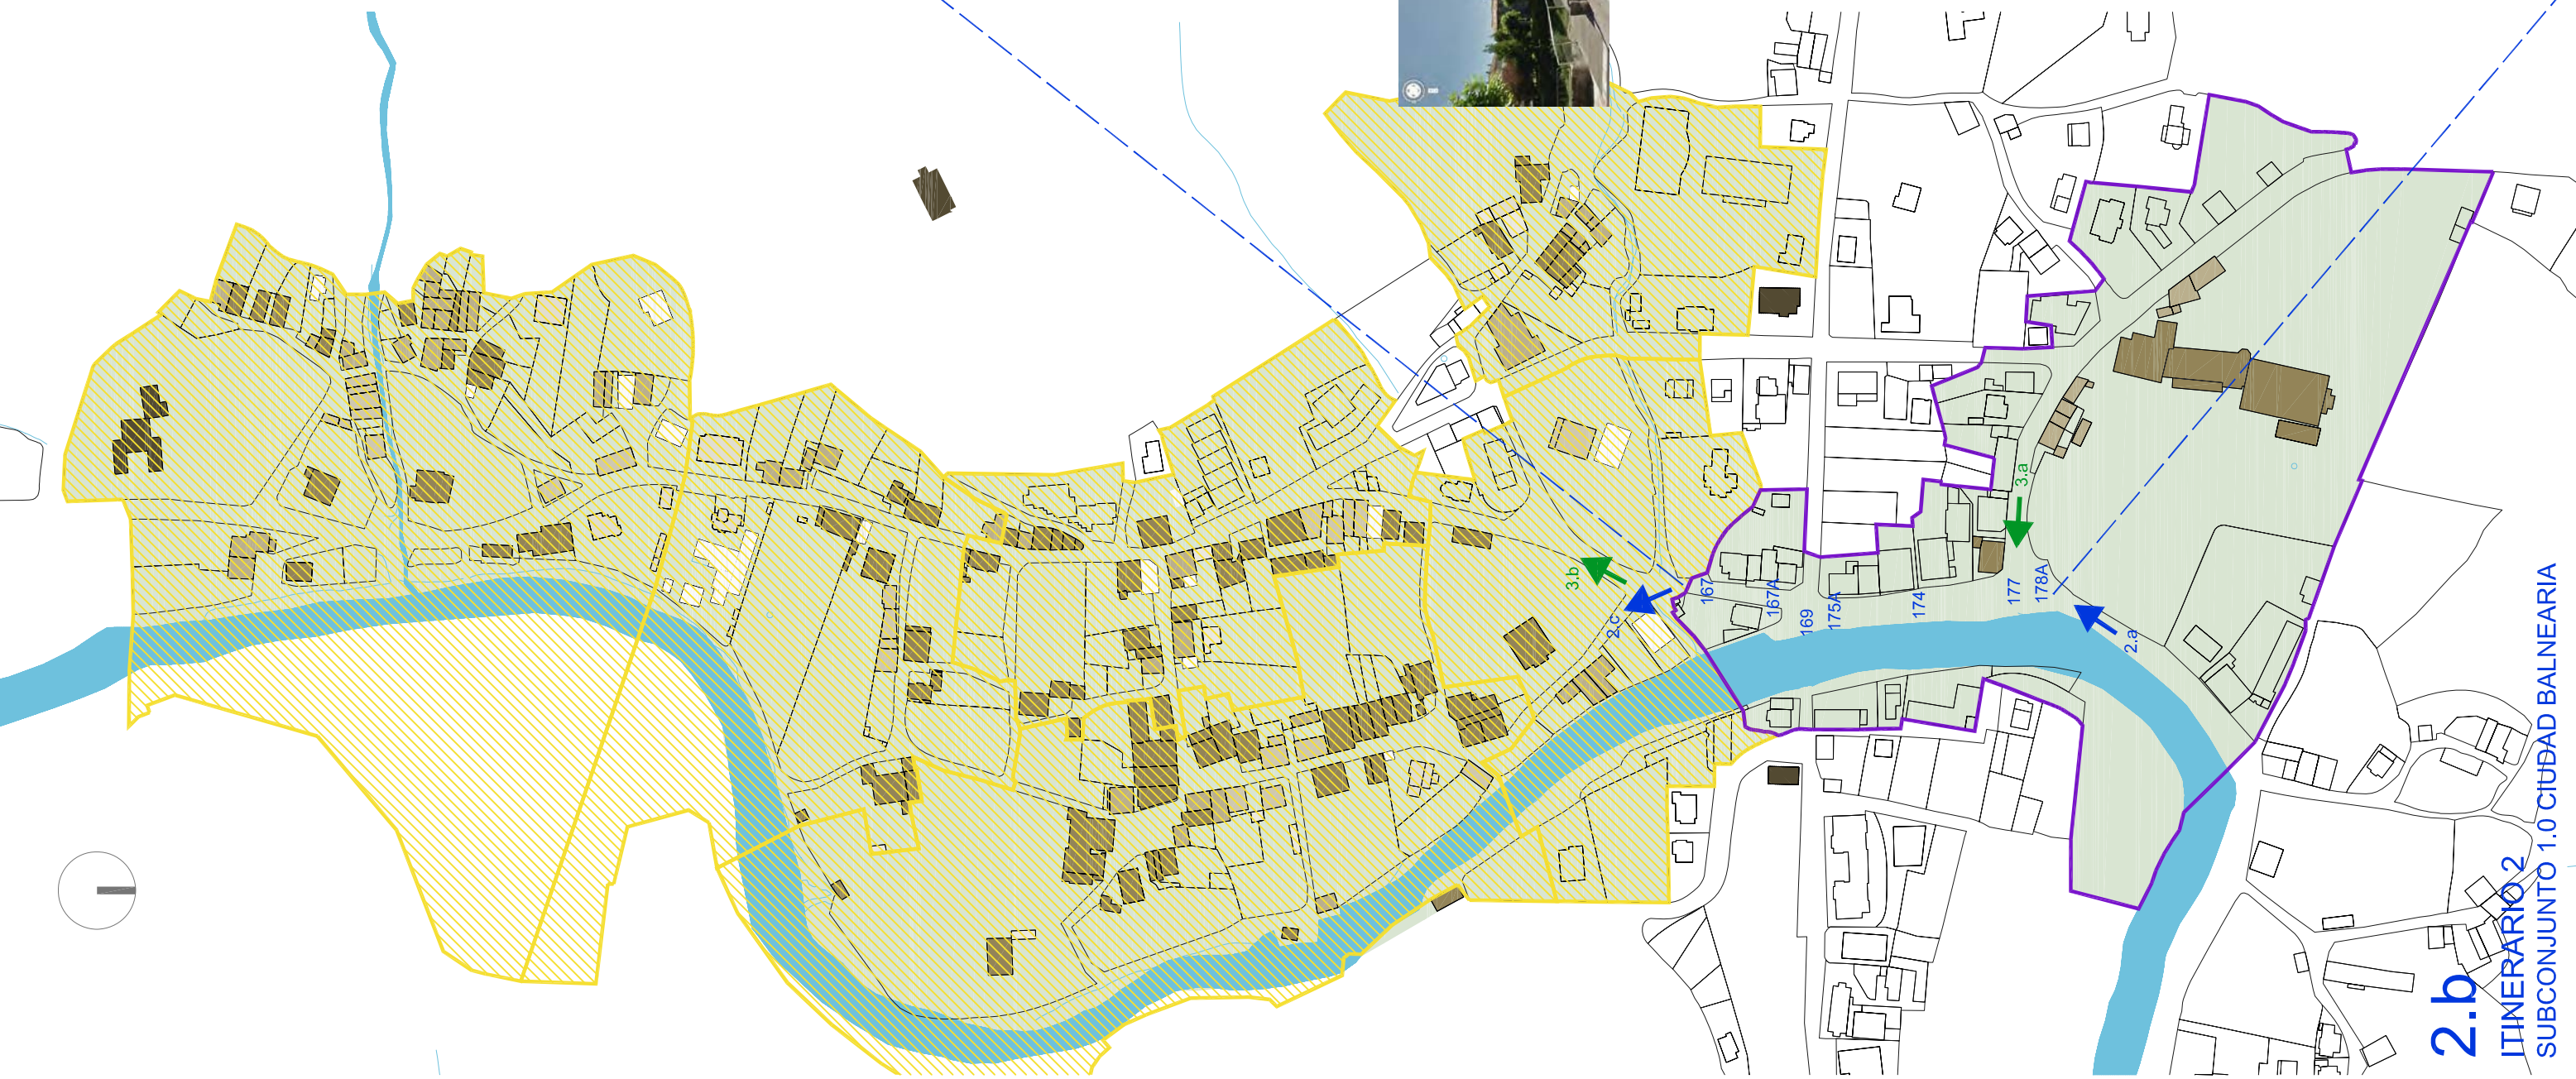 2.b
ITINERARIO 2
SUBCONJUNTO 1.0 CIUDAD BALNEARIA
3.b
2.c
167
167A
169
175A
174
177
3.a
178A
2.a